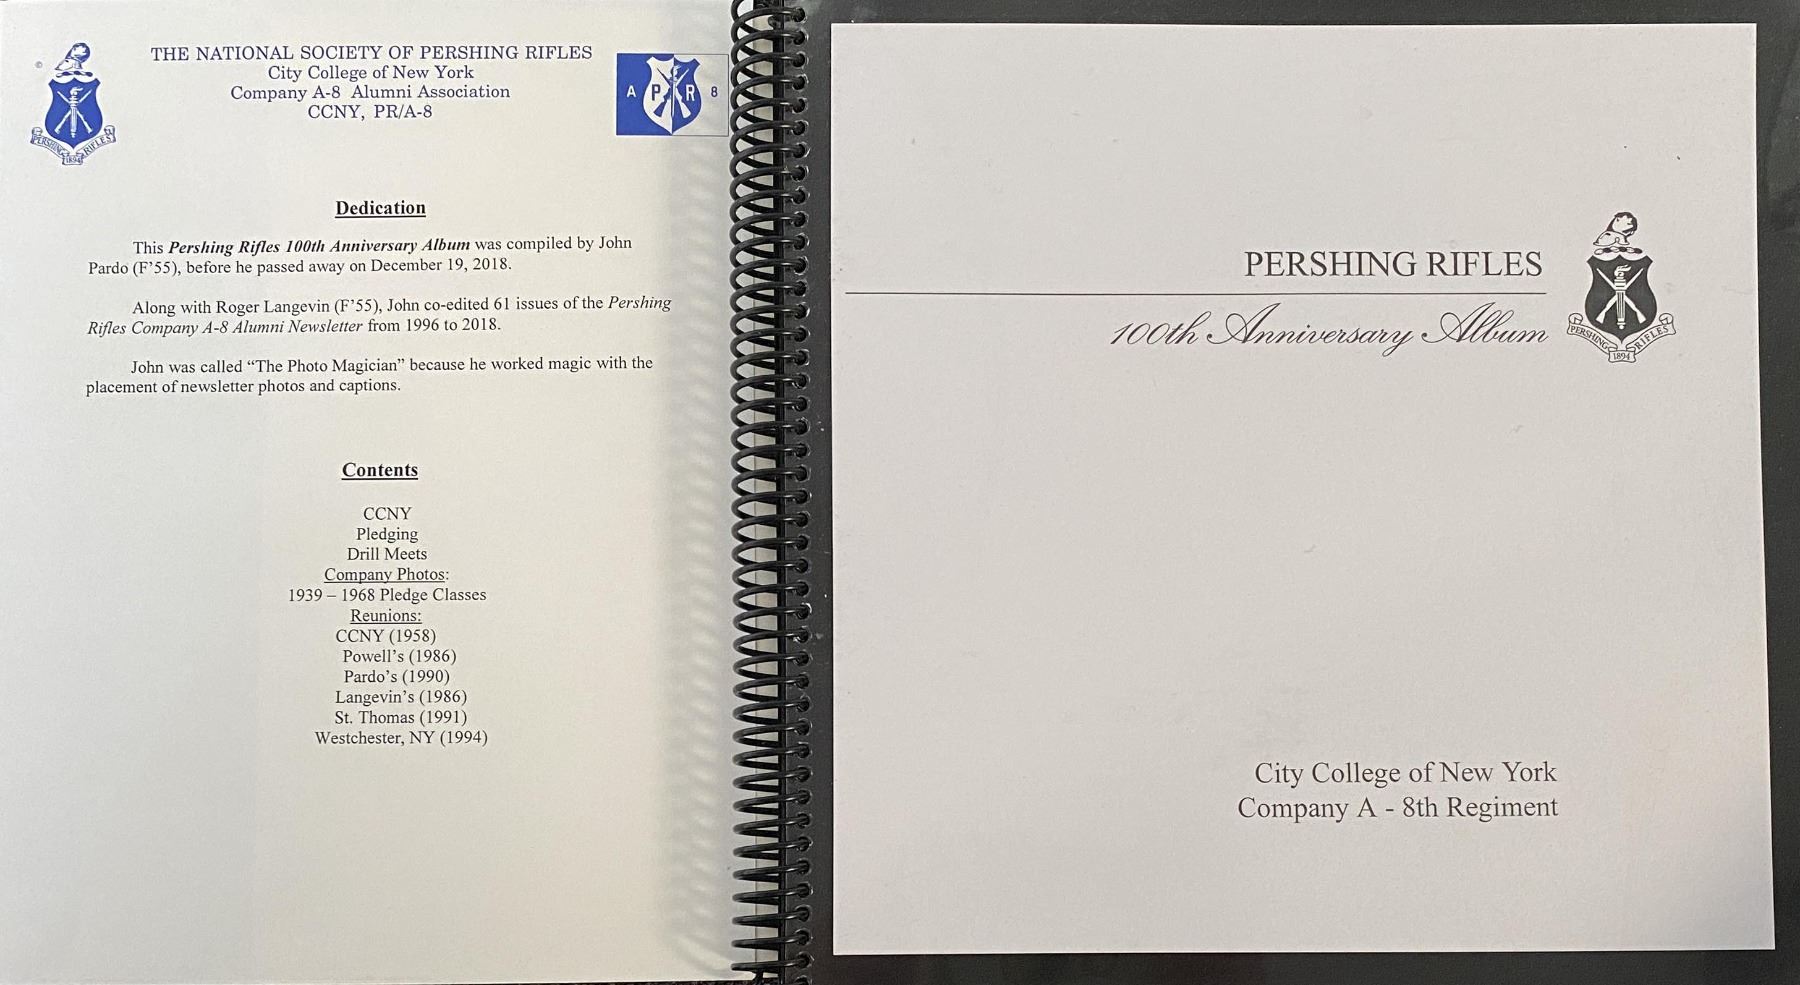 ©
THE NATIONAL SOCIETY OF PERSHING RIFLES
City College of New York
Company A-8 Alumni Association
CCNY, PR/A-8
PERSHING RIFLES
1894
A P R 8
Dedication
This Pershing Rifles 100th Anniversary Album was compiled by John
Pardo (F’55), before he passed away on December 19, 2018.
Along with Roger Langevin (F’55), John co-edited 61 issues of the Pershing
Rifles Company A-8 Alumni Newsletter from 1996 to 2018.
John was called “The Photo Magician” because he worked magic with the
placement of newsletter photos and captions.
Contents
CCNY
Pledging
Drill Meets
Company Photos:
1939 – 1968 Pledge Classes
Reunions:
CCNY (1958)
Powell’s (1986)
Pardo’s (1990)
Langevin’s (1986)
St. Thomas (1991)
Westchester, NY (1994)
PERSHING RIFLES
100th Anniversary Album
PERSHING RIFLES
1894
City College of New York
Company A - 8th Regiment